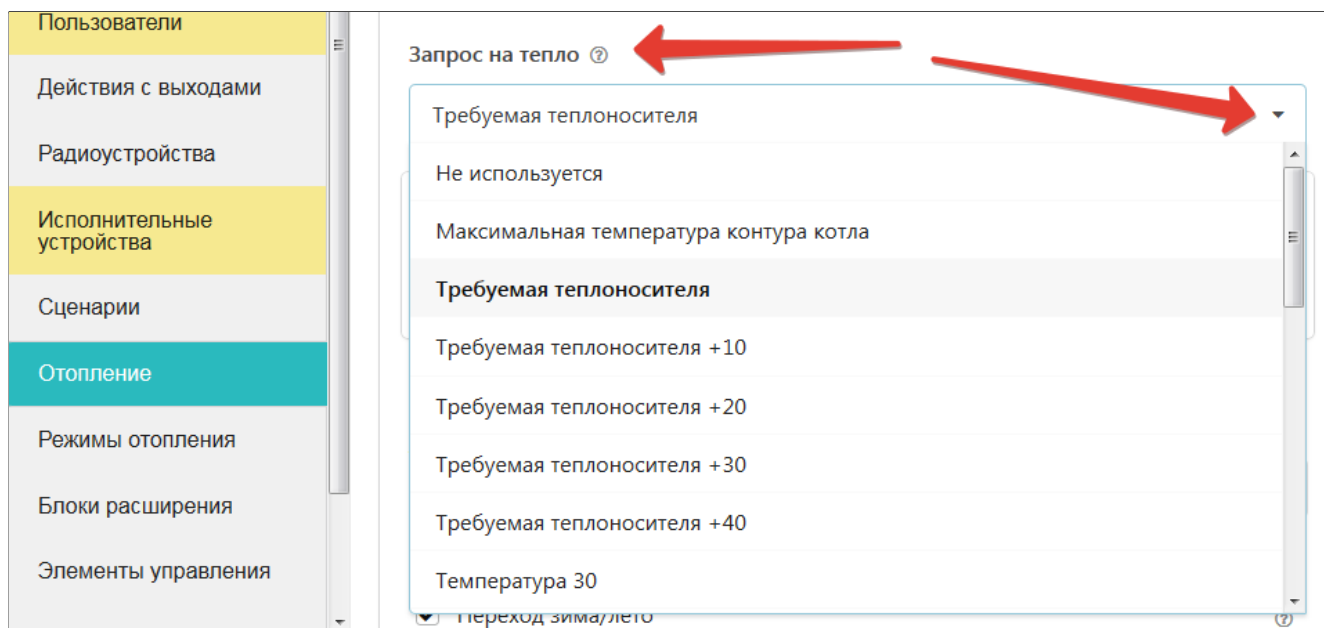 Пользователи
Действия с выходами
Радиоустройства
Исполнительные
устройства
Сценарии
Отопление
Режимы отопления
Блоки расширения
Элементы управления
Запрос на тепло
Требуемая теплоносителя
Не используется
Максимальная температура контура котла
Требуемая теплоносителя
Требуемая теплоносителя +10
Требуемая теплоносителя +20
Требуемая теплоносителя +30
Требуемая теплоносителя +40
Температура 30
Переход зима/лето